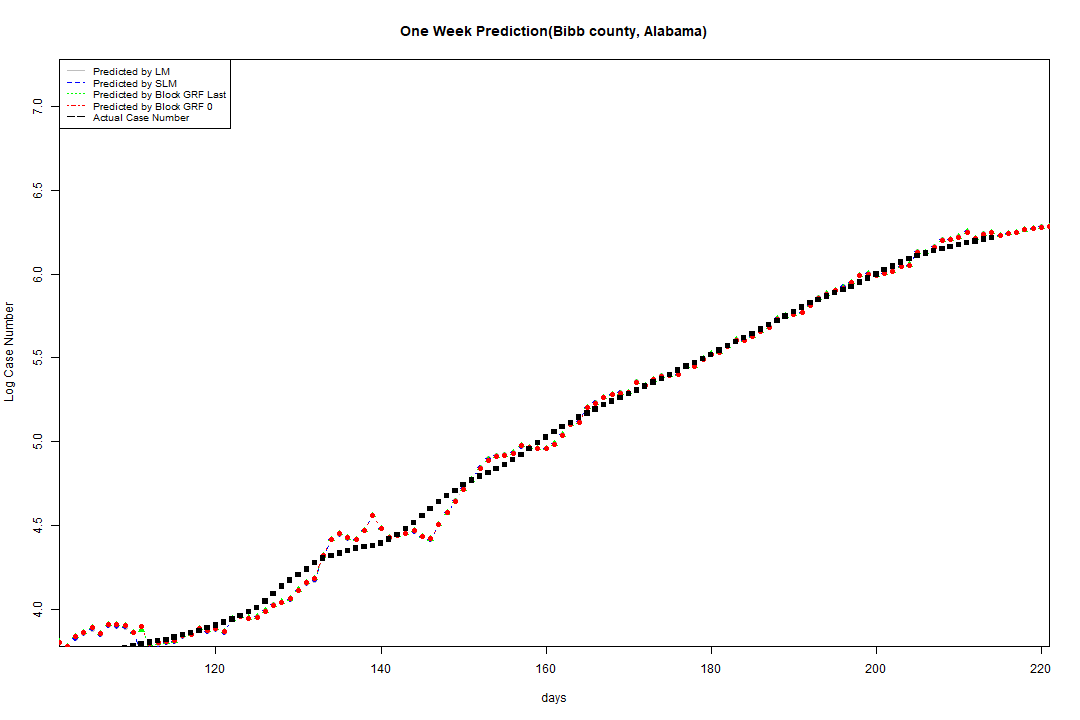 One Week Prediction(Bibb county, Alabama)
Predicted by LM
Predicted by SLM
Predicted by Block GRF Last
Predicted by Block GRF 0
Actual Case Number
7.0
6.5
6.0
5.5
5.0
4.5
4.0
Log Case Number
120 140 160 180 200 220
days